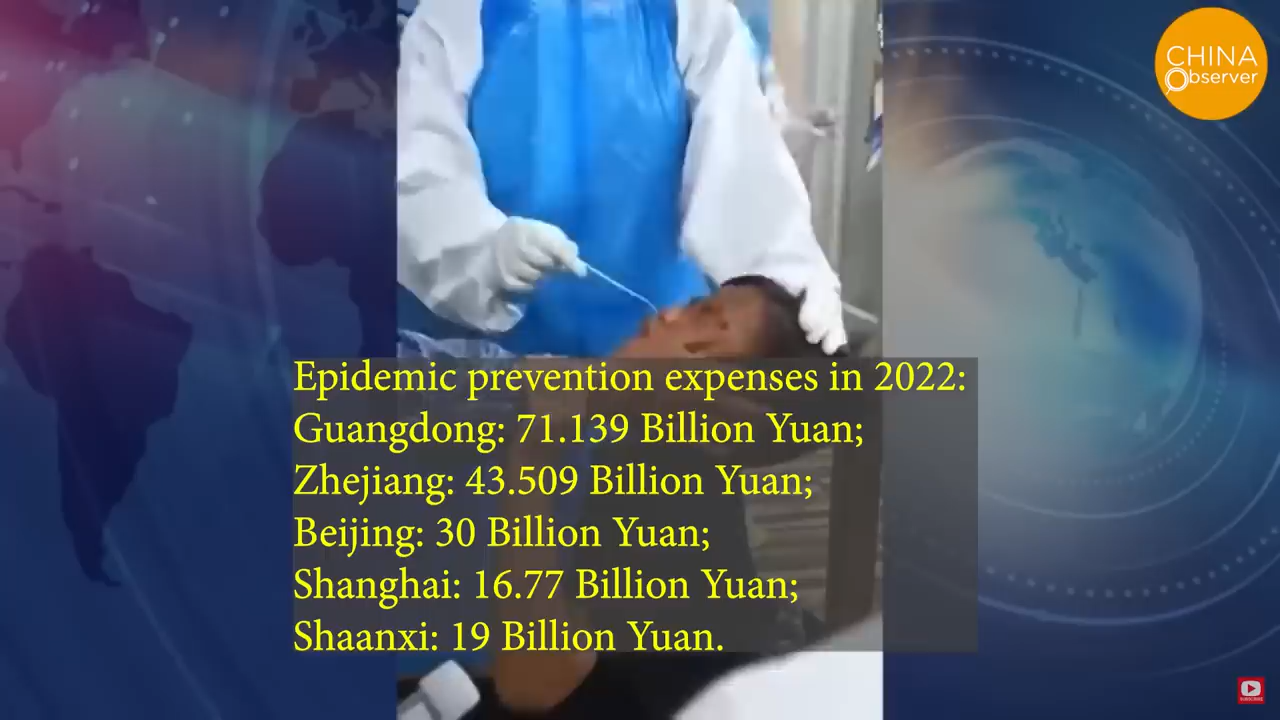 CHINA
Observer
Epidemic prevention expenses in 2022:
Guangdong: 71.139 Billion Yuan;
Zhejiang: 43.509 Billion Yuan;
Beijing: 30 Billion Yuan;
Shanghai: 16.77 Billion Yuan;
Shaanxi: 19 Billion Yuan.
SUBSCRIBE